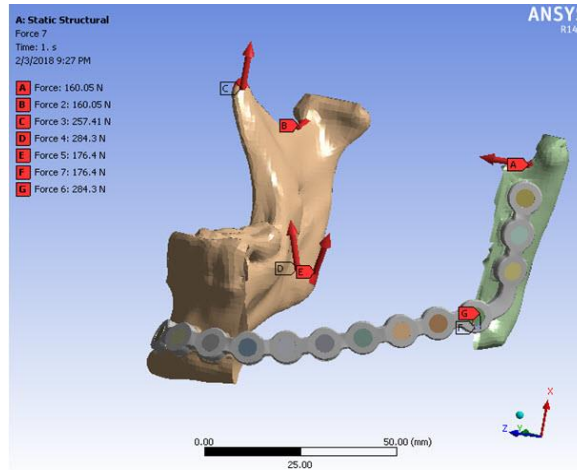 A: Static Structural
Force 7
Time: 1. s
2/3/2018 9:27 PM
A Force: 160.05 N
B Force 2: 160.05 N
C Force 3: 257.41 N
D Force 4: 284.3 N
E Force 5: 176.4 N
F Force 7: 176.4 N
G Force 6: 284.3 N
ANSYS
R14
C
B
A
D
E
G
F
X
Z
Y
0.00
50.00 (mm)
25.00